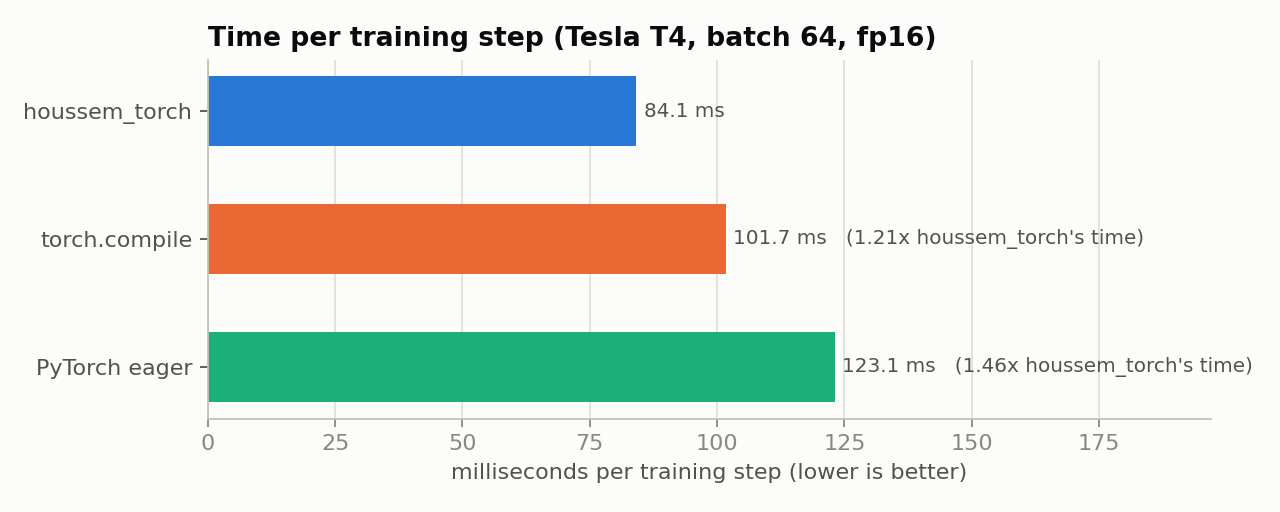 Time per training step (Tesla T4, batch 64, fp16)
houssem_torch
84.1 ms
torch.compile
101.7 ms (1.21x houssem_torch's time)
PyTorch eager
123.1 ms (1.46x houssem_torch's time)
0 25 50 75 100 125 150 175
milliseconds per training step (lower is better)